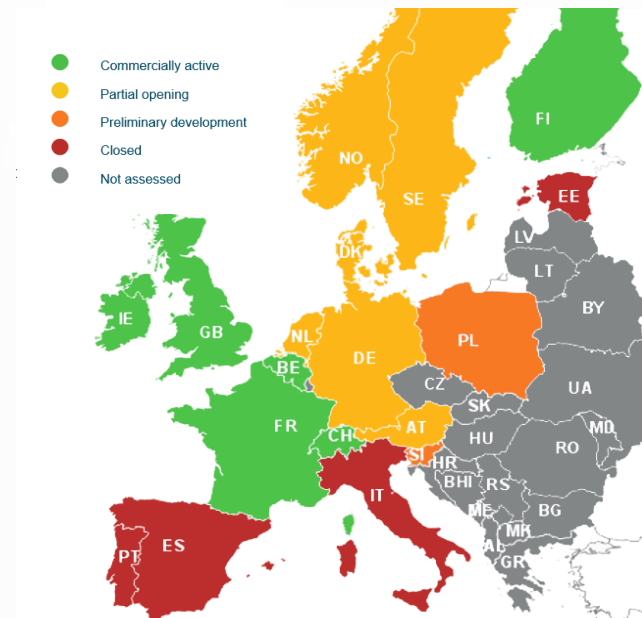 Commercially active
Partial opening
Preliminary development
Closed
Not assessed
:
FI
NO
SE
EE
LV
LT
DK
BY
IE
GB
NL
DE
PL
BE
CZ
UA
SK
FR
CH
AT
HU
MD
SI
HR
RO
BHI
RS
IT
ME
BG
MK
AL
GR
PT
ES